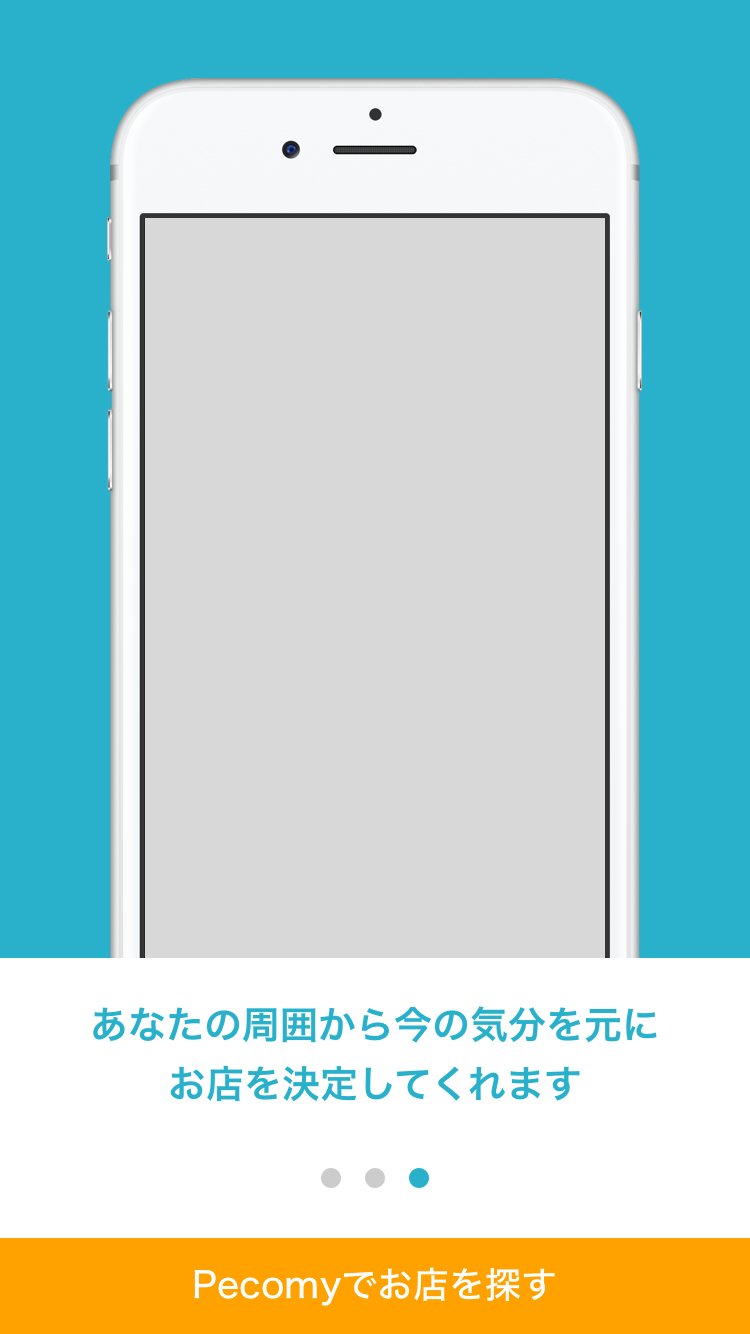 あなたの周囲から今の気分を元に
お店を決定してくれます
Pecomyでお店を探す